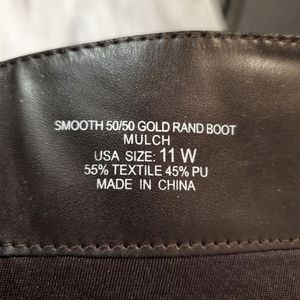 SMOOTH 50/50 GOLD RAND BOOT
MULCH
USA SIZE: 11 W
55% TEXTILE 45% PU
MADE IN CHINA